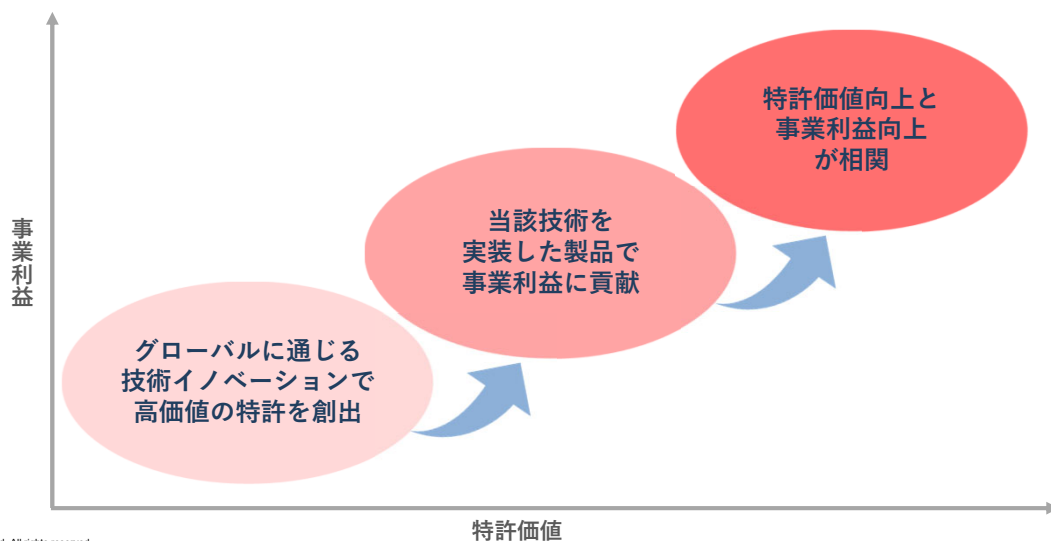 特許価値向上と
事業利益向上
が相関
当該技術を
実装した製品で
事業利益に貢献
グローバルに通じる
技術イノベーションで
高価値の特許を創出
事業利益
特許価値